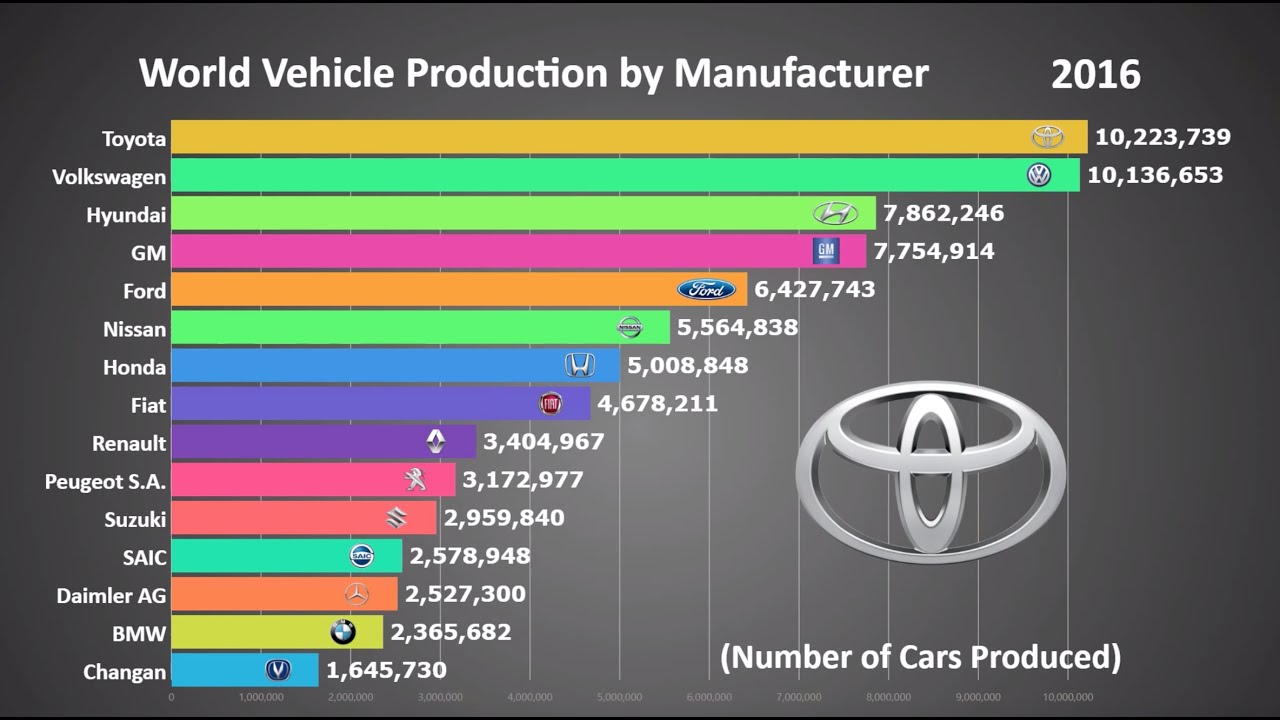 World Vehicle Production by Manufacturer 2016
Toyota 10,223,739
Volkswagen 10,136,653
Hyundai 7,862,246
GM GM 7,754,914
Ford Ford 6,427,743
Nissan NISSAN 5,564,838
Honda 5,008,848
Fiat FIAT 4,678,211
Renault 3,404,967
Peugeot S.A. 3,172,977
Suzuki 2,959,840
SAIC SAIC 2,578,948
Daimler AG 2,527,300
BMW 2,365,682
Changan 1,645,730
(Number of Cars Produced)
0 1,000,000 2,000,000 3,000,000 4,000,000 5,000,000 6,000,000 7,000,000 8,000,000 9,000,000 10,000,000